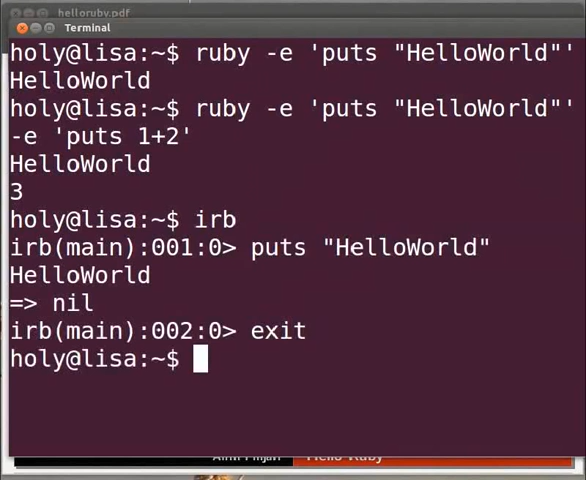 helloruby.pdf
Terminal
holy@lisa:~$ ruby -e 'puts "HelloWorld"'
HelloWorld
holy@lisa:~$ ruby -e 'puts "HelloWorld"'
-e 'puts 1+2'
HelloWorld
3
holy@lisa:~$ irb
irb(main):001:0> puts "HelloWorld"
HelloWorld
=> nil
irb(main):002:0> exit
holy@lisa:~$
Hello Ruby